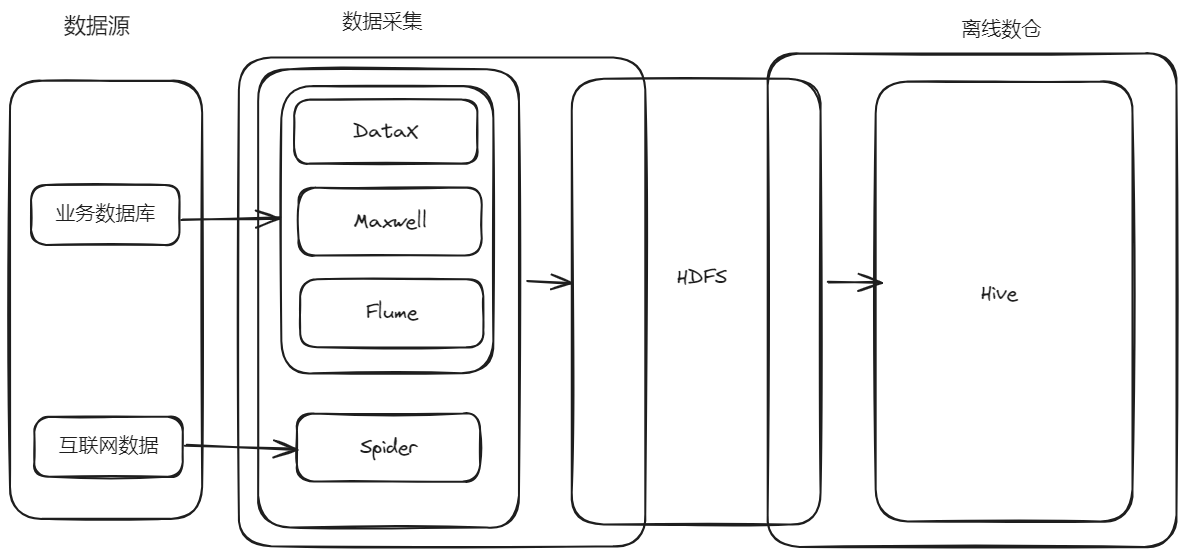 数据源
数据采集
离线数仓
DataX
业务数据库
Maxwell
HDFS
Hive
Flume
互联网数据
Spider